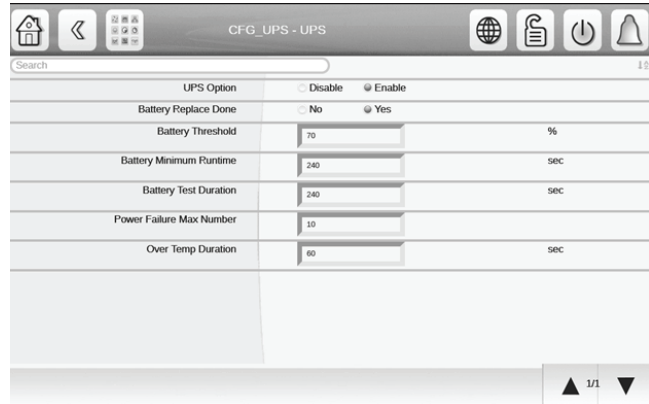 CFG_UPS - UPS
Search
UPS Option Disable Enable
Battery Replace Done No Yes
Battery Threshold 70 %
Battery Minimum Runtime 240 sec
Battery Test Duration 240 sec
Power Failure Max Number 10
Over Temp Duration 60 sec
1/1